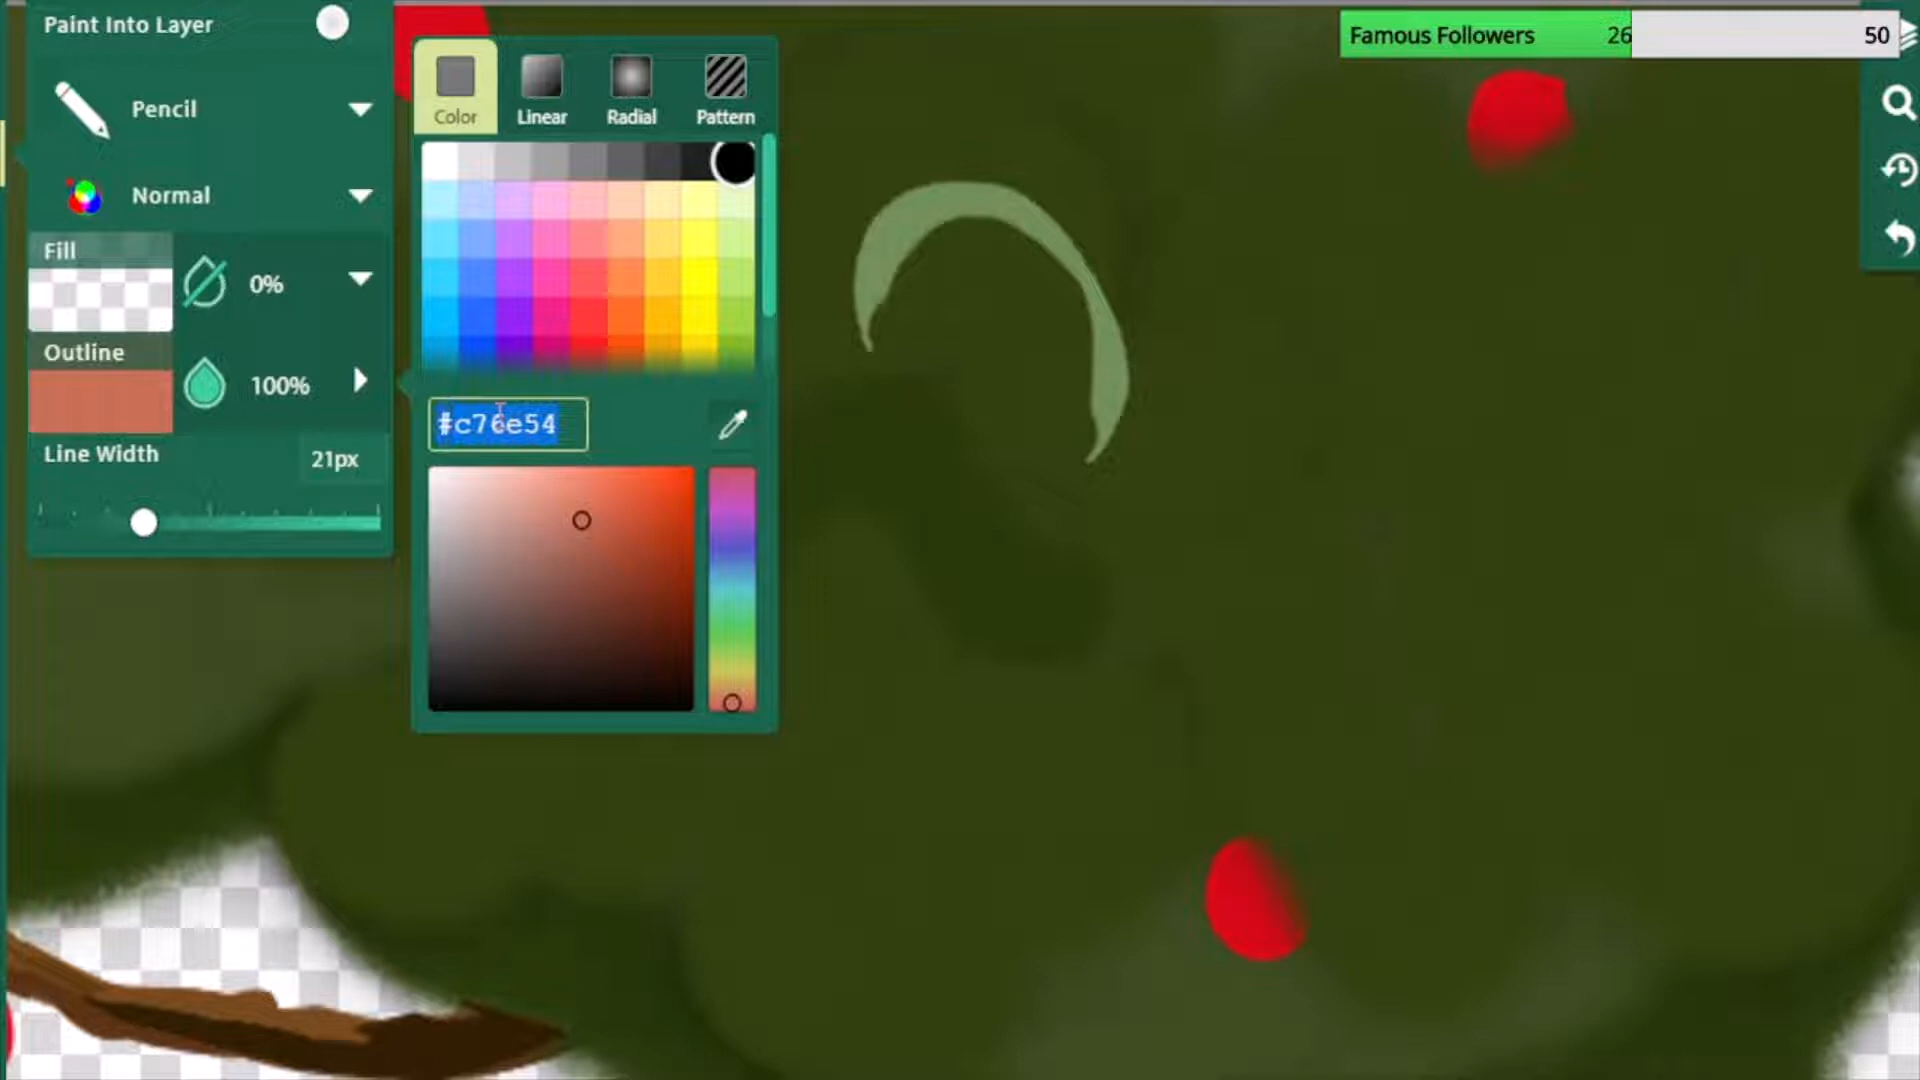 Paint Into Layer
Pencil
Normal
Fill
0%
Outline
100%
Line Width
21px
Color
Linear
Radial
Pattern
#c76e54
Famous Followers 26 50